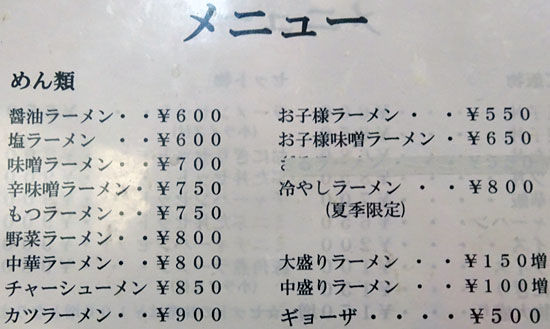 メニュー
めん類
醤油ラーメン・・￥６００
塩ラーメン　・・￥６００
味噌ラーメン・・￥７００
辛味噌ラーメン・￥７５０
もつラーメン・・￥７５０
野菜ラーメン・・￥８００
中華ラーメン・・￥８００
チャーシューメン￥８５０
カツラーメン・・￥９００
お子様ラーメン・・￥５５０
お子様味噌ラーメン・￥６５０
冷やしラーメン　・・￥８００
(夏季限定)
大盛りラーメン・・￥１５０増
中盛りラーメン・・￥１００増
ギョーザ・・・・・￥５００